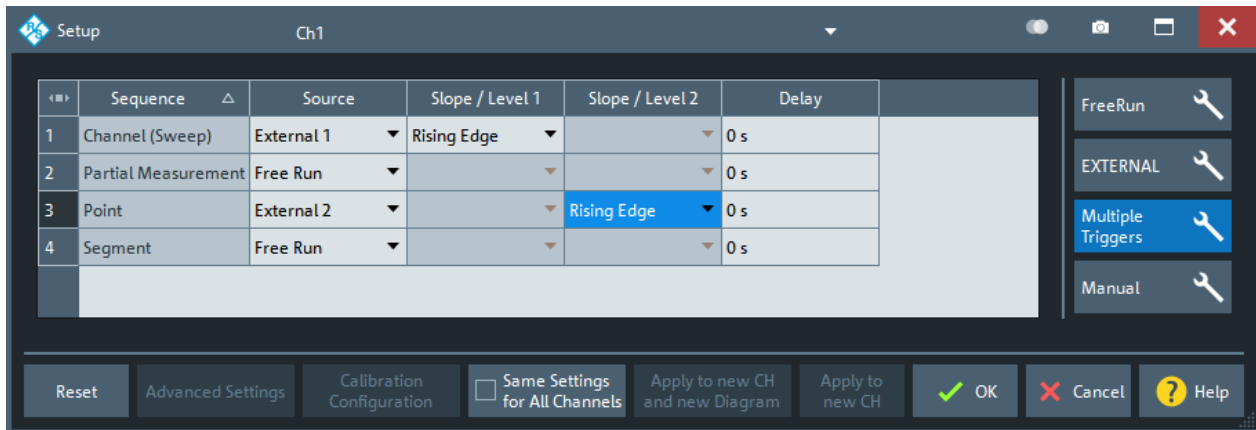 R&S Setup Ch1
Sequence Source Slope / Level 1 Slope / Level 2 Delay
1 Channel (Sweep) External 1 Rising Edge 0 s
2 Partial Measurement Free Run 0 s
3 Point External 2 Rising Edge 0 s
4 Segment Free Run 0 s
FreeRun
EXTERNAL
Multiple
Triggers
Manual
Reset Advanced Settings Calibration
Configuration Same Settings
for All Channels Apply to new CH
and new Diagram Apply to
new CH OK Cancel ? Help